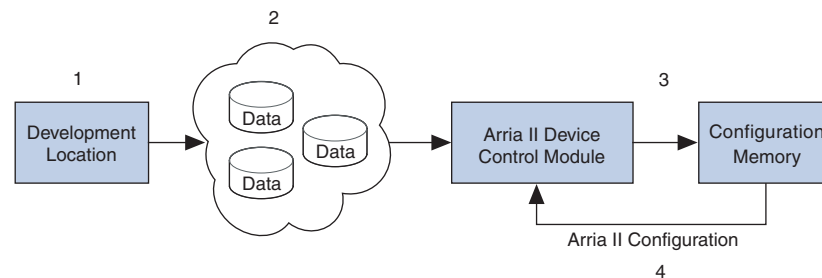 2
1
3
Development
Location
Data
Data
Data
Arria II Device
Control Module
Configuration
Memory
Arria II Configuration
4